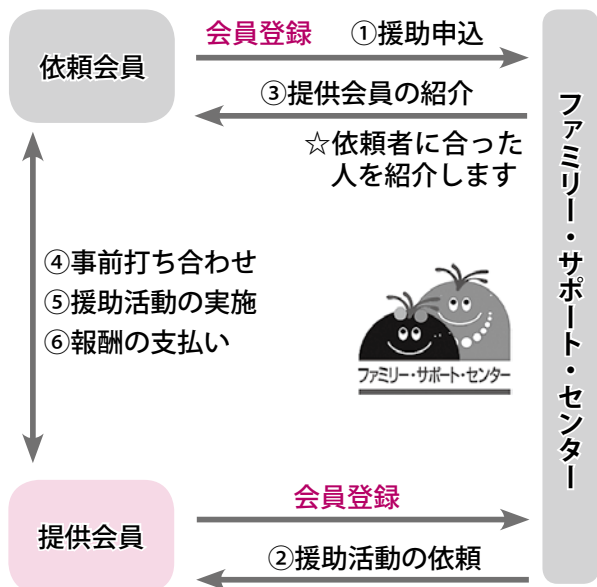 会員登録 ①援助申込
依頼会員
③提供会員の紹介
☆依頼者に合った
人を紹介します
ファミリー・サポート・センター
④事前打ち合わせ
⑤援助活動の実施
⑥報酬の支払い
ファミリー・サポート・センター
会員登録
提供会員
②援助活動の依頼